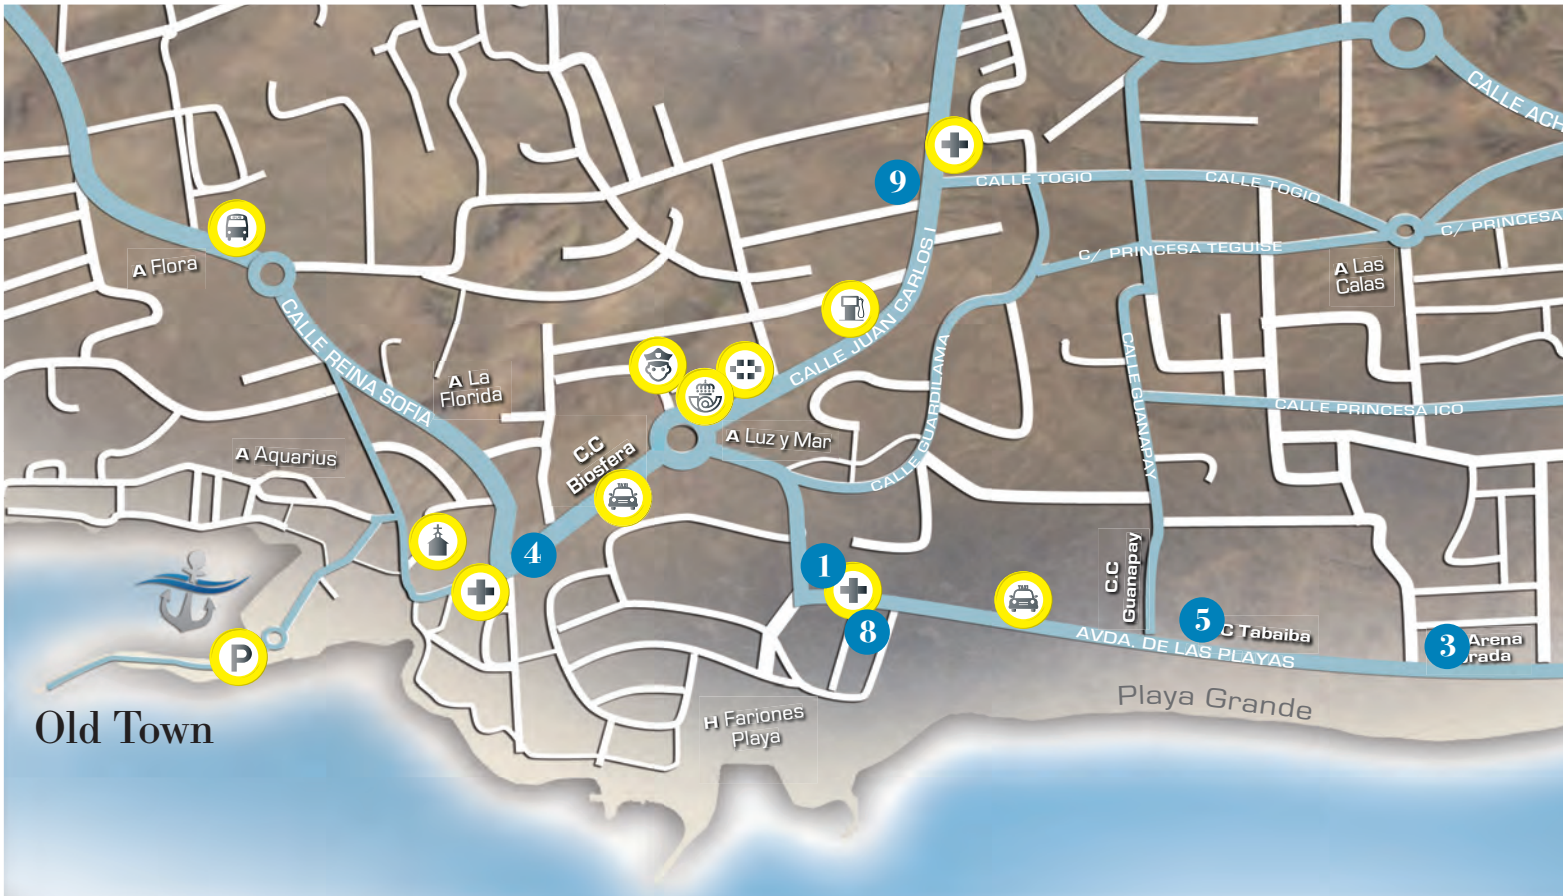 CALLE ACH
9
CALLE TOGIO
CALLE TOGIO
C/ PRINCESA
C/ PRINCESA TEGUISE
A Flora
A Las
Calas
CALLE JUAN CARLOS I
CALLE REINA SOFIA
A La
Florida
CALLE GUARDILAMA
CALLE GUANAPAY
CALLE PRINCESA ICO
A Luz y Mar
C.C
Biosfera
A Aquarius
TAXI
4
1
C.C
Guanapay
TAXI
8
5
C Tabaiba
3
Arena
rada
AVDA. DE LAS PLAYAS
P
Old Town
Playa Grande
H Fariones
Playa